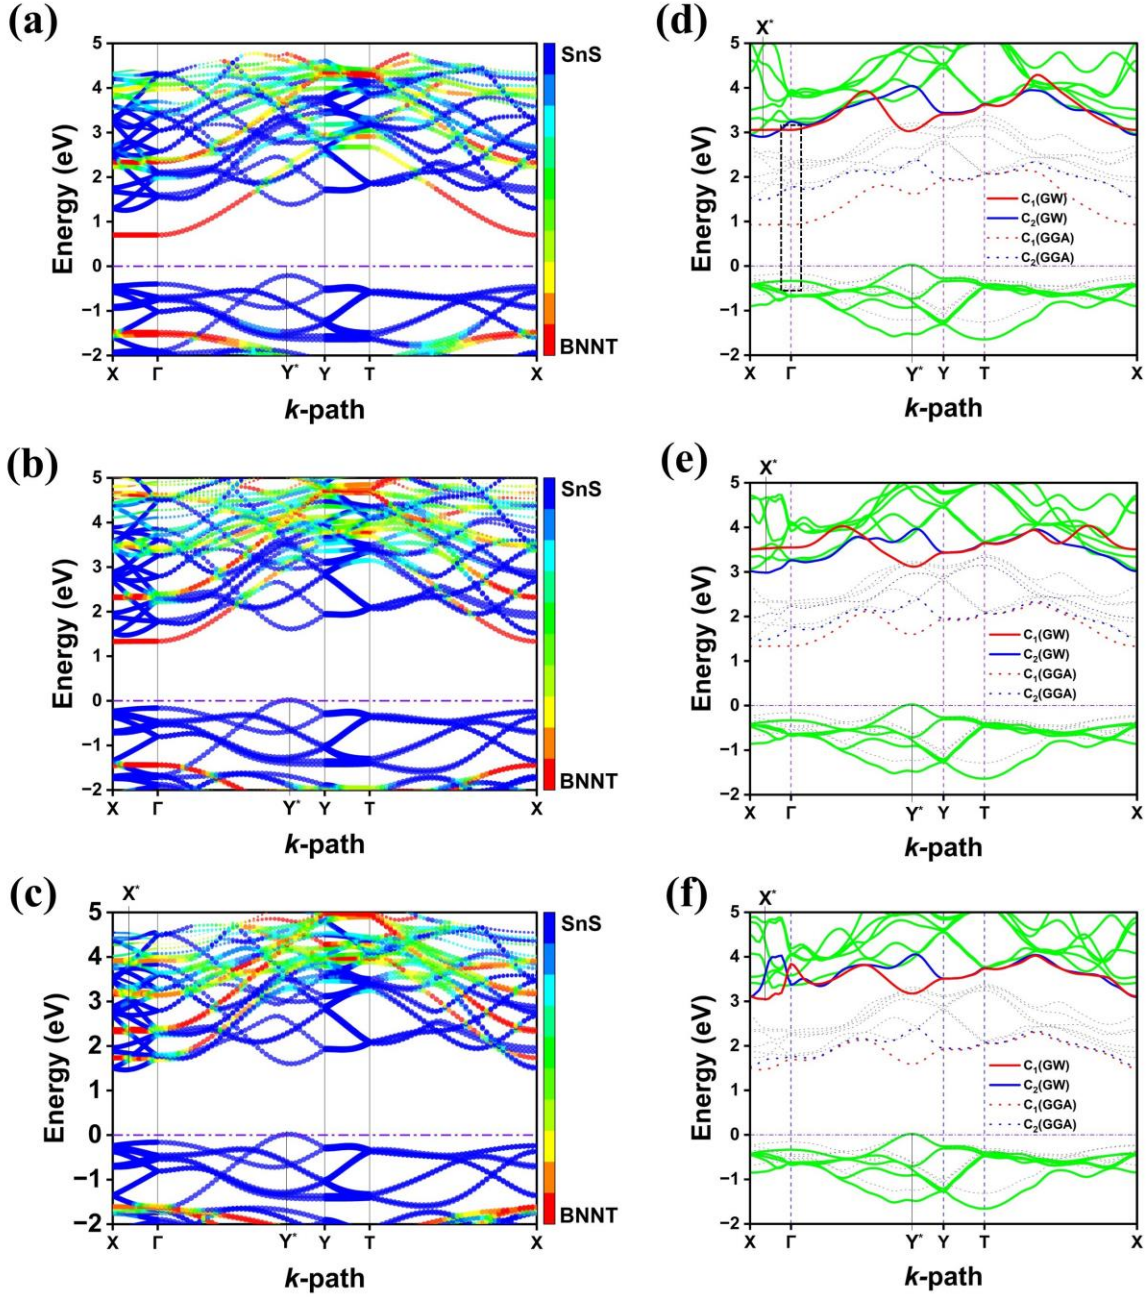 (a)
5
4
3
2
1
0
−1
−2
Energy (eV)
X Γ Y* Y T X
k-path
SnS
BNNT
(d)
X*
5
4
3
2
1
0
−1
−2
Energy (eV)
C1(GW)
C2(GW)
C1(GGA)
C2(GGA)
X Γ Y* Y T X
k-path
(b)
5
4
3
2
1
0
−1
−2
Energy (eV)
X Γ Y* Y T X
k-path
SnS
BNNT
(e)
X*
5
4
3
2
1
0
−1
−2
Energy (eV)
C1(GW)
C2(GW)
C1(GGA)
C2(GGA)
X Γ Y* Y T X
k-path
(c)
X*
5
4
3
2
1
0
−1
−2
Energy (eV)
X Γ Y* Y T X
k-path
SnS
BNNT
(f)
X*
5
4
3
2
1
0
−1
−2
Energy (eV)
C1(GW)
C2(GW)
C1(GGA)
C2(GGA)
X Γ Y* Y T X
k-path